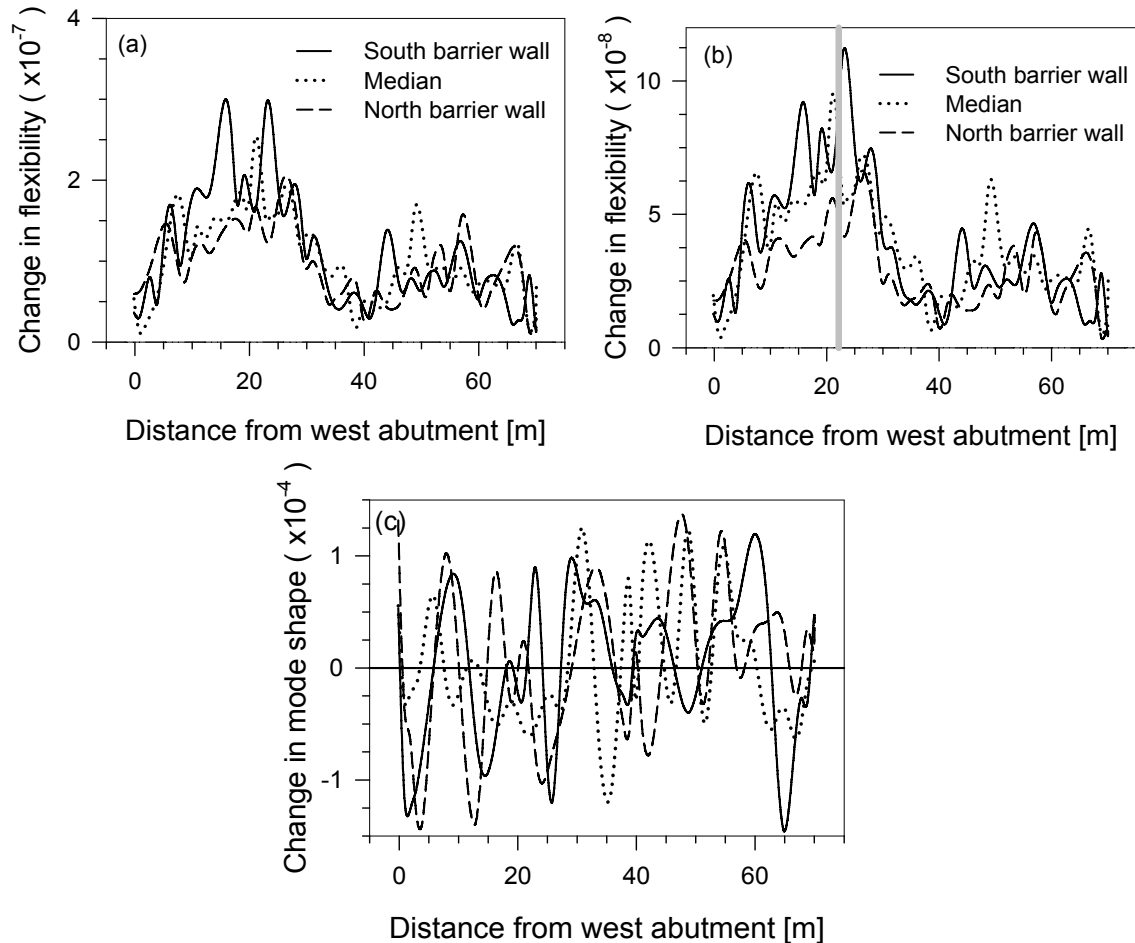 (a)
South barrier wall
Median
North barrier wall
Change in flexibility ( x10⁻⁷)
4
3
2
1
0
0 20 40 60
Distance from west abutment [m]
(b)
South barrier wall
Median
North barrier wall
Change in flexibility ( x10⁻⁸)
10
5
0
0 20 40 60
Distance from west abutment [m]
(c)
Change in mode shape ( x10⁻⁴)
1
0
-1
0 20 40 60
Distance from west abutment [m]